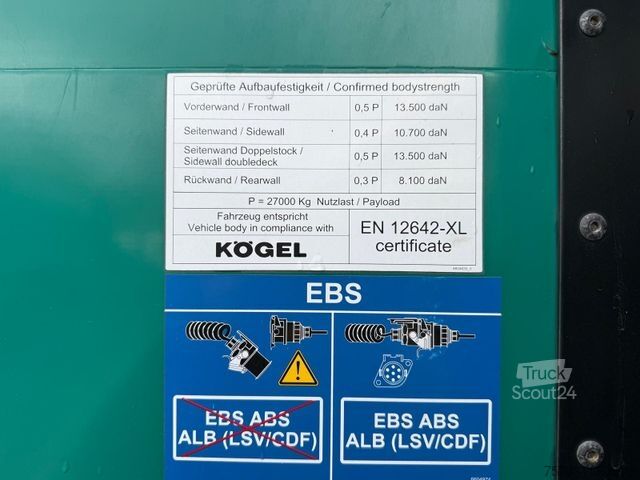 Geprüfte Aufbaufestigkeit / Confirmed bodystrength
Vorderwand / Frontwall 0,5 P 13.500 daN
Seitenwand / Sidewall 0,4 P 10.700 daN
Seitenwand Doppelstock / Sidewall doubledeck 0,5 P 13.500 daN
Rückwand / Rearwall 0,3 P 8.100 daN
P = 27000 Kg Nutzlast / Payload
Fahrzeug entspricht
Vehicle body in compliance with
KÖGEL
EN 12642-XL
certificate
EBS
EBS ABS
ALB (LSV/CDF)
EBS ABS
ALB (LSV/CDF)
Truck
Scout24